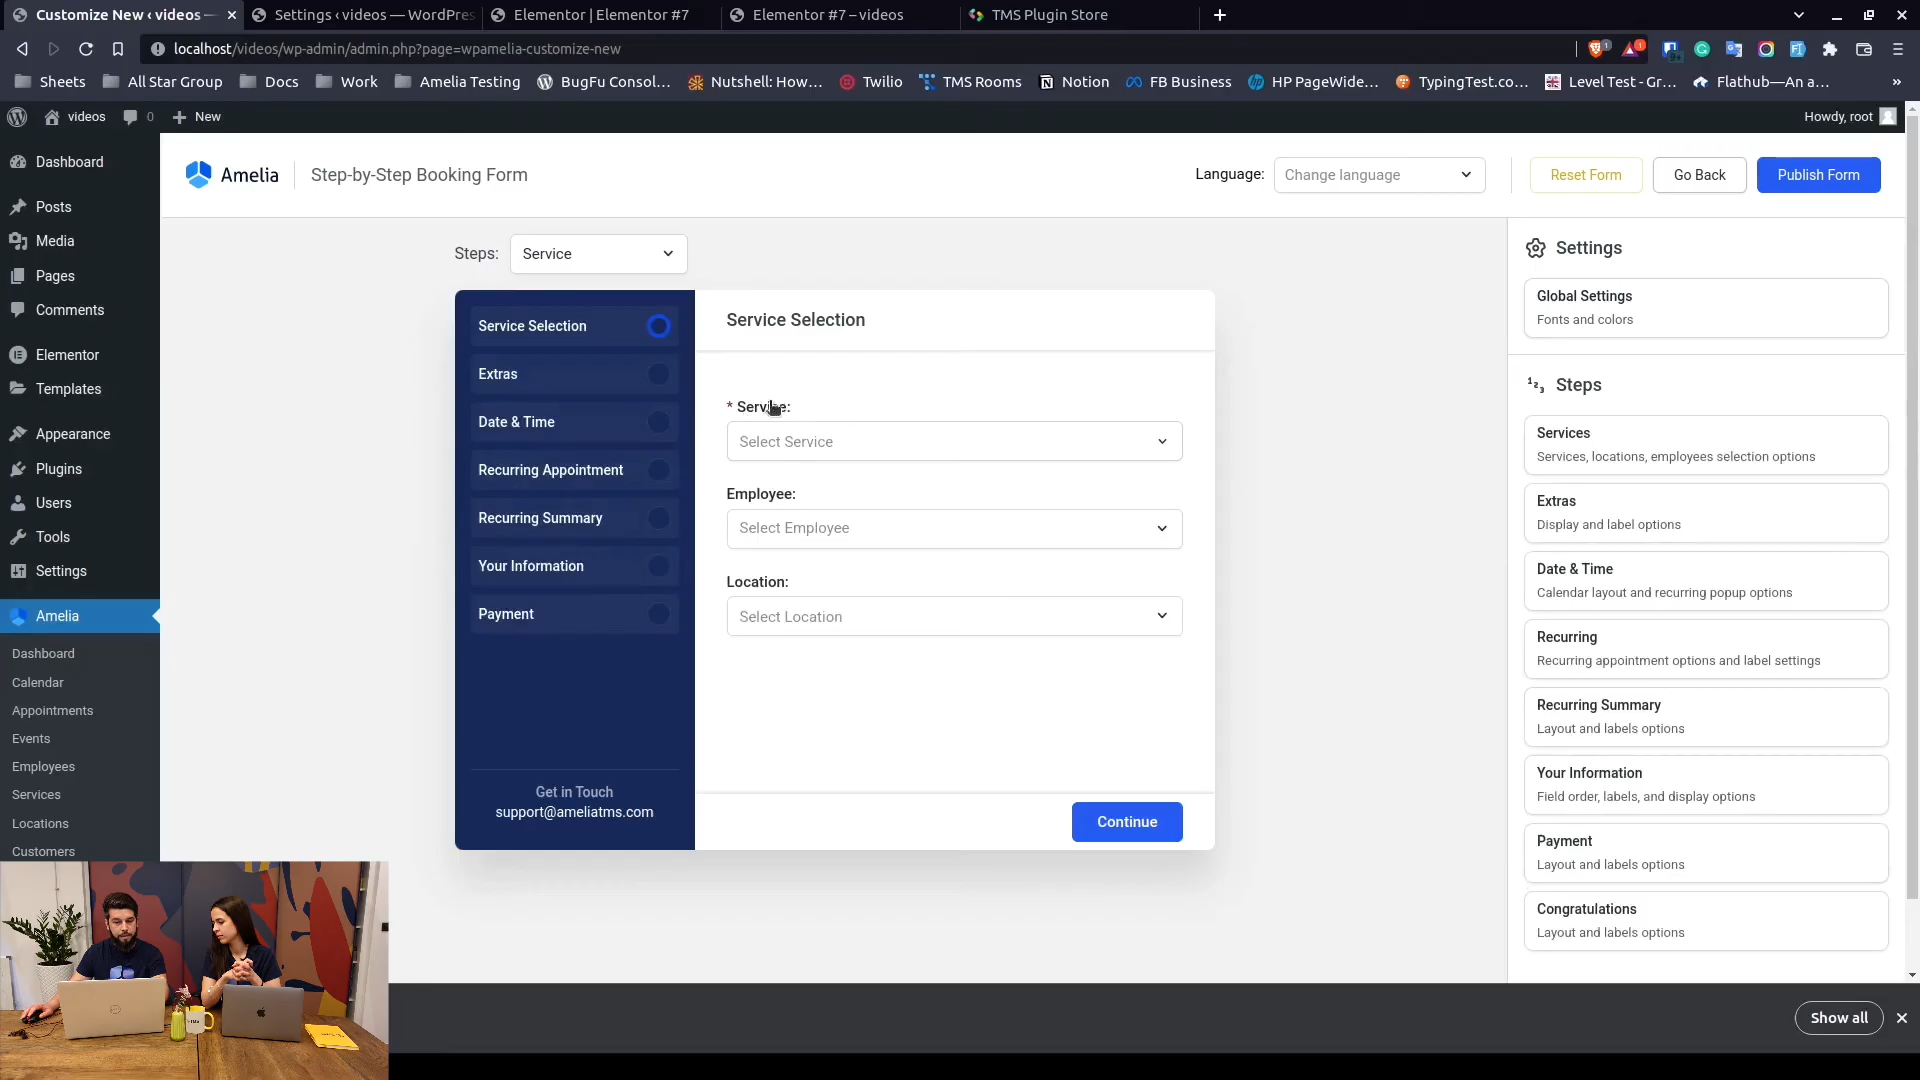 Customize New ‹ videos —
Settings ‹ videos — WordPres
Elementor | Elementor #7
Elementor #7 – videos
TMS Plugin Store
localhost/videos/wp-admin/admin.php?page=wpamelia-customize-new
1
1
Sheets
All Star Group
Docs
Work
Amelia Testing
BugFu Consol...
Nutshell: How...
Twilio
TMS Rooms
Notion
FB Business
HP PageWide...
TypingTest.co...
Level Test - Gr...
Flathub—An a...
»
videos
0
New
Howdy, root
Dashboard
Posts
Media
Pages
Comments
Elementor
Templates
Appearance
Plugins
Users
Tools
Settings
Amelia
Dashboard
Calendar
Appointments
Events
Employees
Services
Locations
Customers
Amelia
Step-by-Step Booking Form
Language:
Change language
Reset Form
Go Back
Publish Form
Steps:
Service
Service Selection
Extras
Date & Time
Recurring Appointment
Recurring Summary
Your Information
Payment
Get in Touch
support@ameliatms.com
Service Selection
* Service:
Select Service
Employee:
Select Employee
Location:
Select Location
Continue
Settings
Global Settings
Fonts and colors
Steps
Services
Services, locations, employees selection options
Extras
Display and label options
Date & Time
Calendar layout and recurring popup options
Recurring
Recurring appointment options and label settings
Recurring Summary
Layout and labels options
Your Information
Field order, labels, and display options
Payment
Layout and labels options
Congratulations
Layout and labels options
Show all